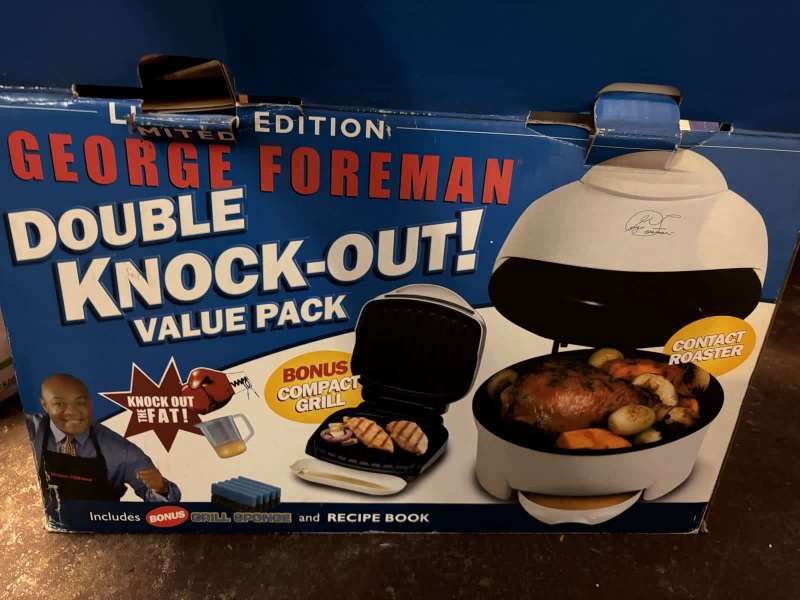 LIMITED EDITION
GEORGE FOREMAN
DOUBLE
KNOCK-OUT!
VALUE PACK
KNOCK OUT
THE FAT!
BONUS
COMPACT
GRILL
CONTACT
ROASTER
Includes BONUS GRILL SPONGE and RECIPE BOOK